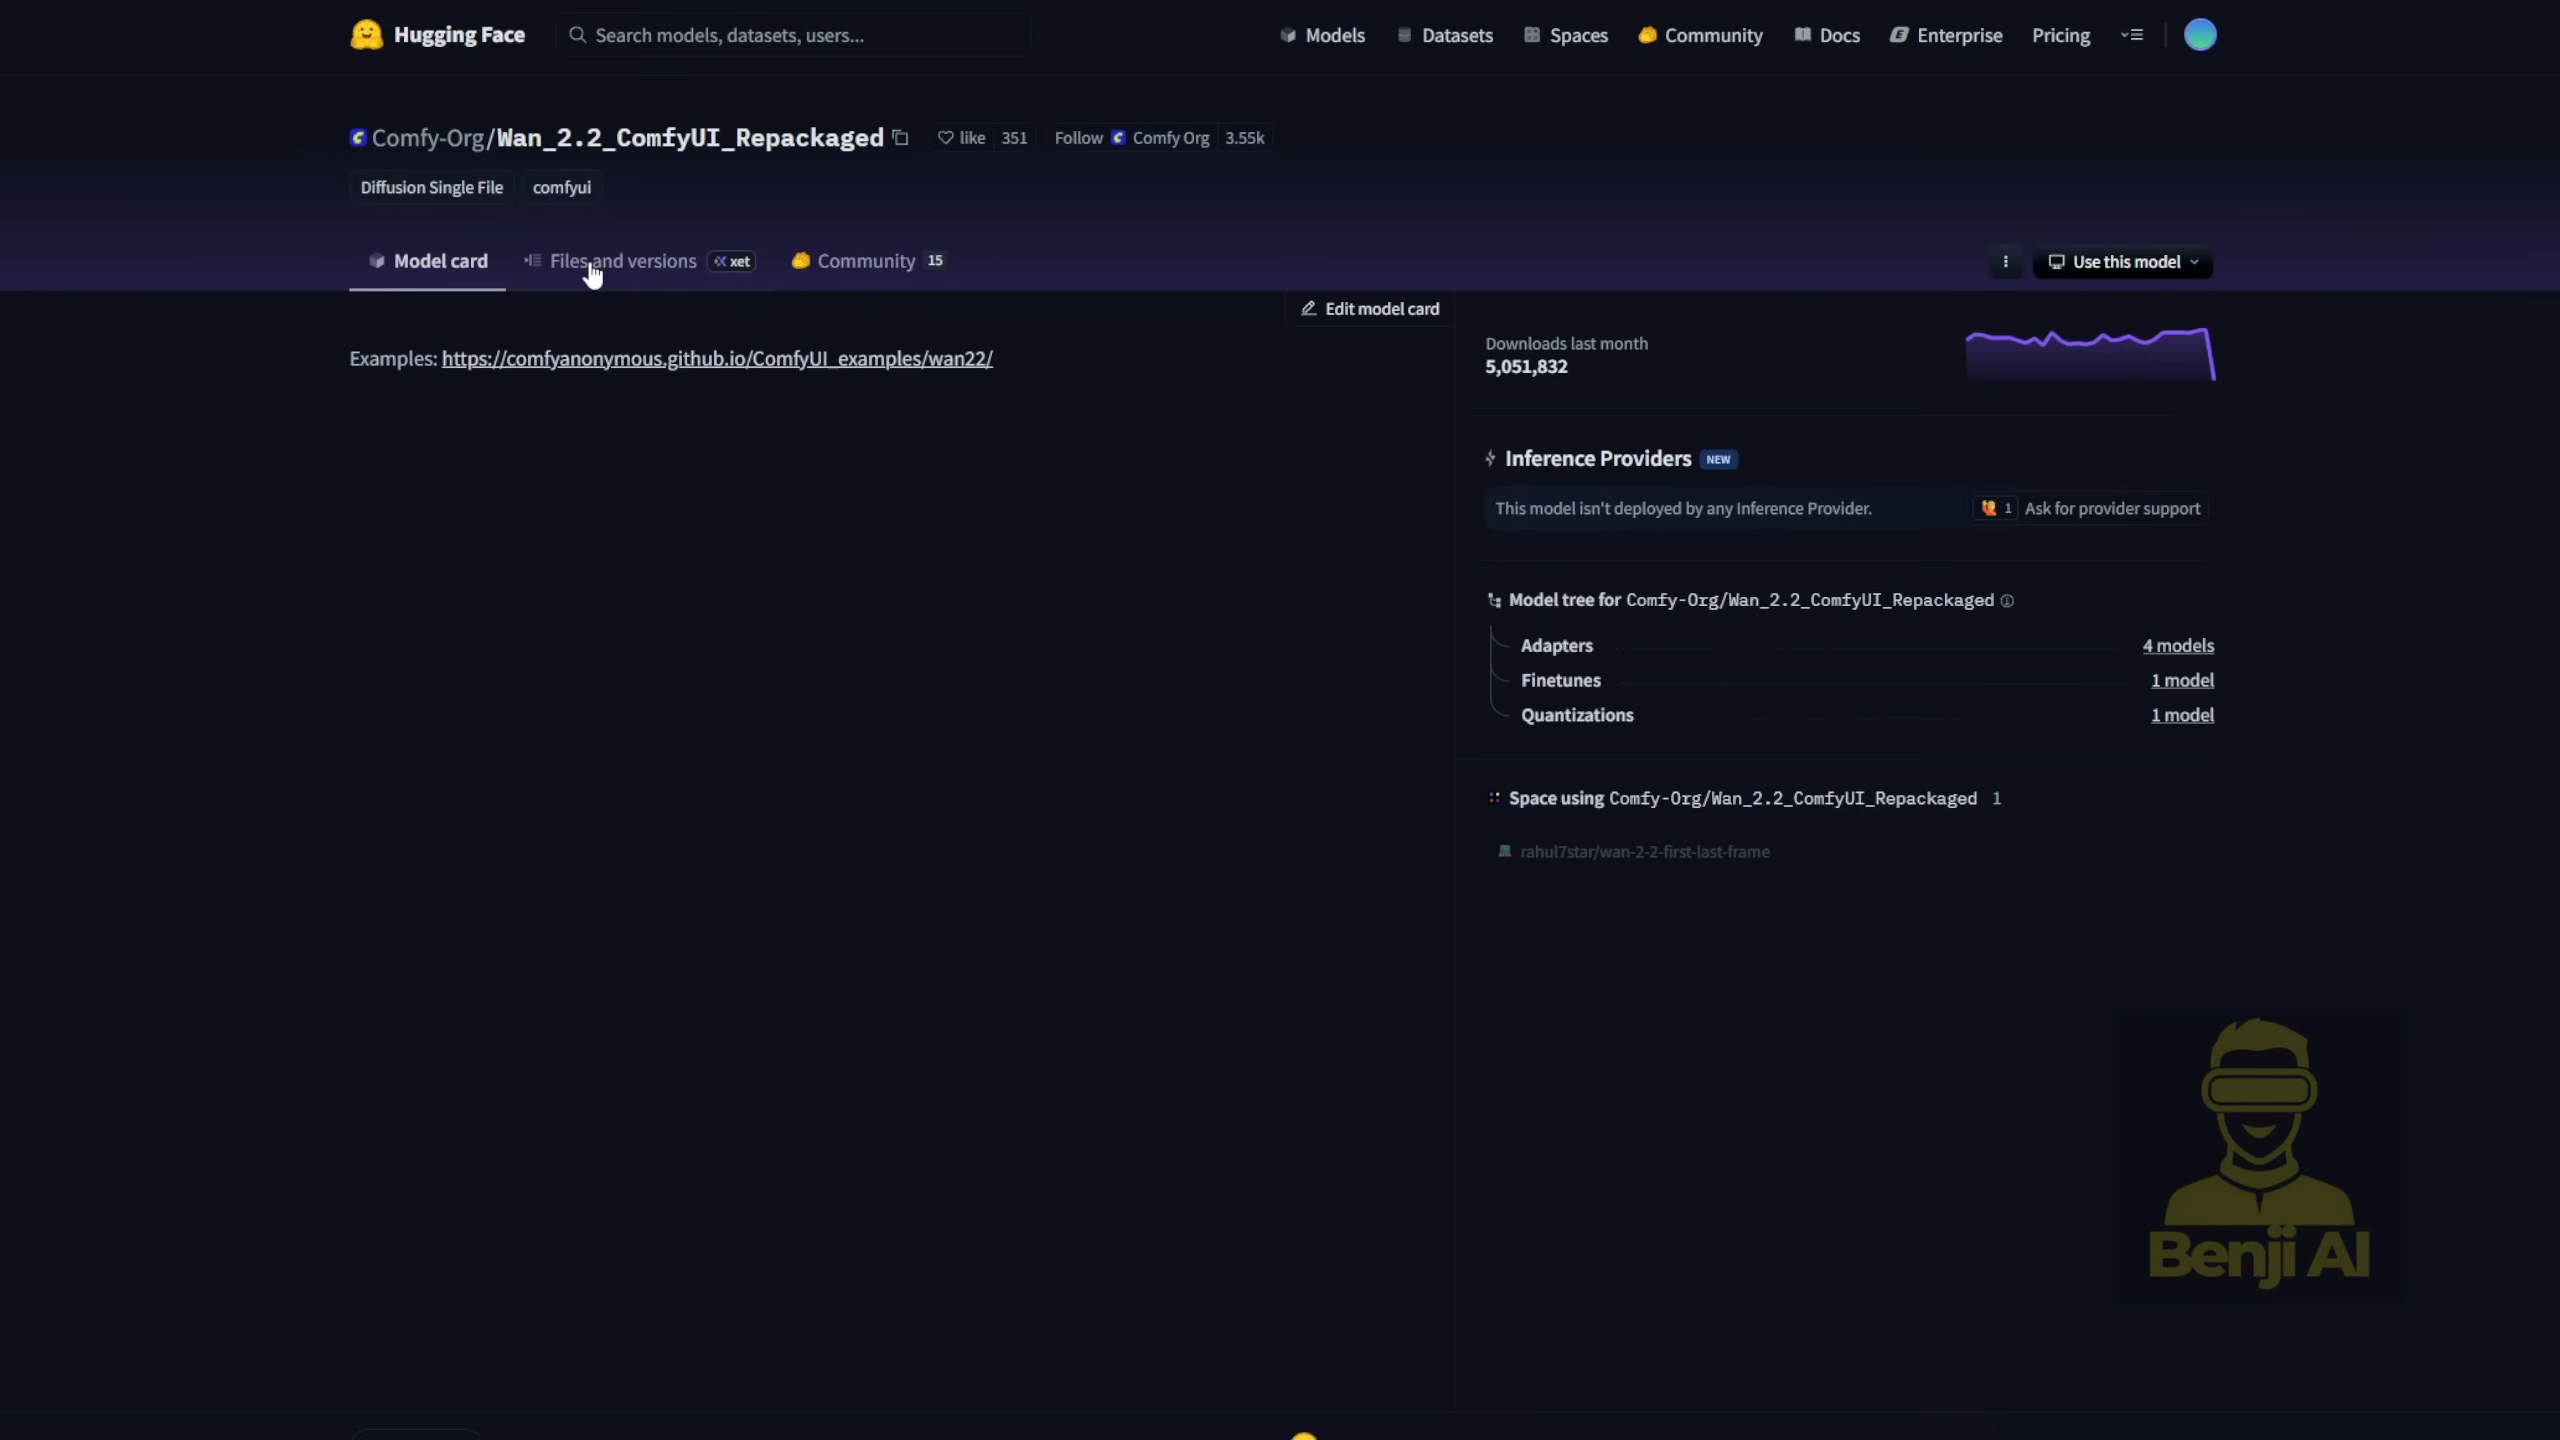 Hugging Face
Search models, datasets, users...
Models
Datasets
Spaces
Community
Docs
Enterprise
Pricing
Comfy-Org/Wan_2.2_ComfyUI_Repackaged
like 351
Follow Comfy Org 3.55k
Diffusion Single File
comfyui
Model card
Files and versions xet
Community 15
Use this model
Edit model card
Examples: https://comfyanonymous.github.io/ComfyUI_examples/wan22/
Downloads last month
5,051,832
Inference Providers NEW
This model isn't deployed by any Inference Provider.
1 Ask for provider support
Model tree for Comfy-Org/Wan_2.2_ComfyUI_Repackaged
Adapters 4 models
Finetunes 1 model
Quantizations 1 model
Space using Comfy-Org/Wan_2.2_ComfyUI_Repackaged 1
rahul7star/wan-2-2-first-last-frame
Benji AI